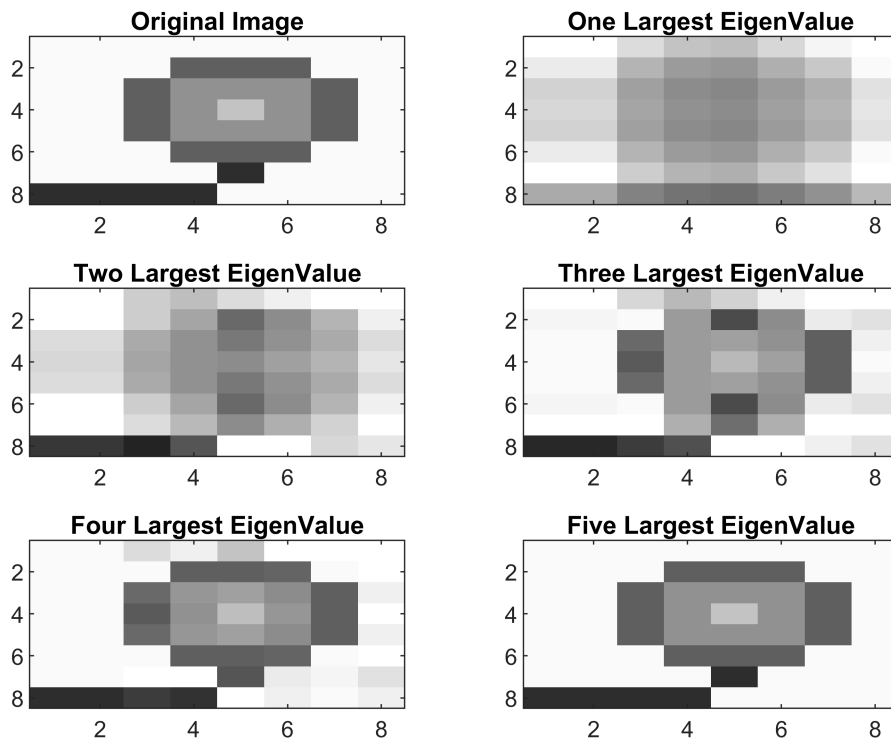 Original Image
2
4
6
8
2 4 6 8
One Largest EigenValue
2
4
6
8
2 4 6 8
Two Largest EigenValue
2
4
6
8
2 4 6 8
Three Largest EigenValue
2
4
6
8
2 4 6 8
Four Largest EigenValue
2
4
6
8
2 4 6 8
Five Largest EigenValue
2
4
6
8
2 4 6 8